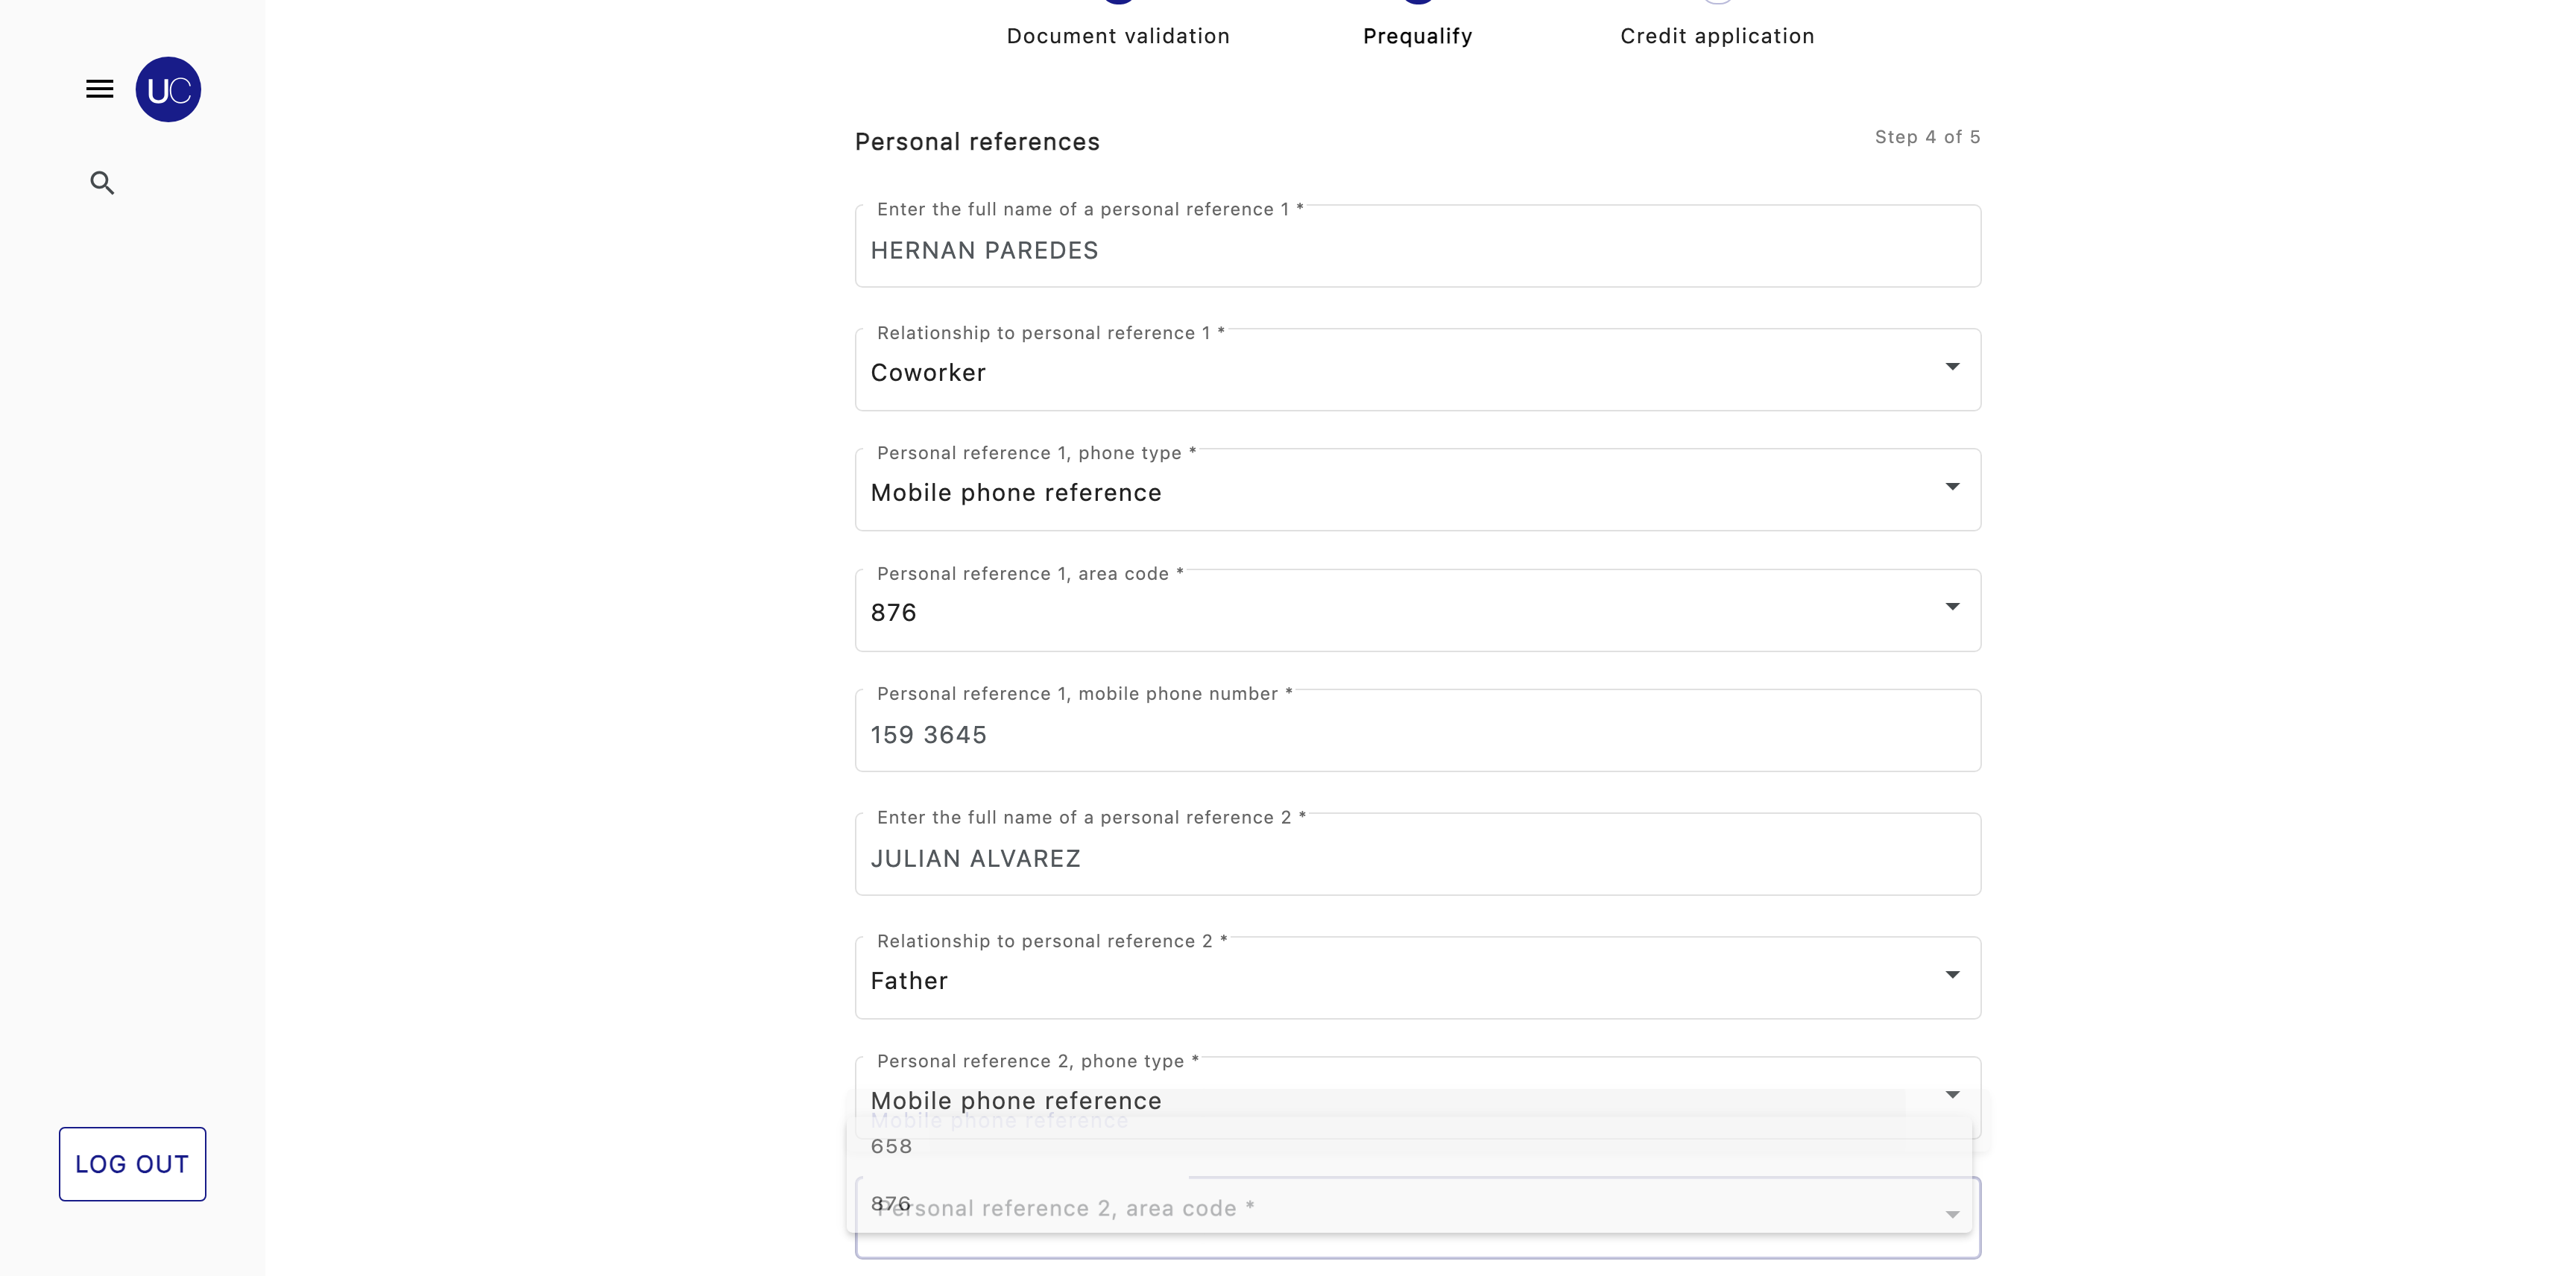 Document validation
Prequalify
Credit application
UC
Personal references
Step 4 of 5
Enter the full name of a personal reference 1 *
HERNAN PAREDES
Relationship to personal reference 1 *
Coworker
Personal reference 1, phone type *
Mobile phone reference
Personal reference 1, area code *
876
Personal reference 1, mobile phone number *
159 3645
Enter the full name of a personal reference 2 *
JULIAN ALVAREZ
Relationship to personal reference 2 *
Father
Personal reference 2, phone type *
Mobile phone reference
Mobile phone reference
658
876
Personal reference 2, area code *
LOG OUT